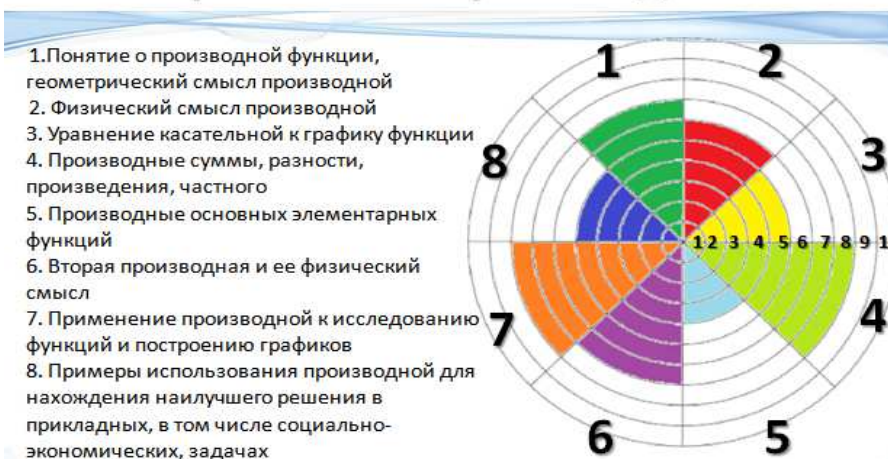 1.Понятие о производной функции,
геометрический смысл производной
2. Физический смысл производной
3. Уравнение касательной к графику функции
4. Производные суммы, разности,
произведения, частного
5. Производные основных элементарных
функций
6. Вторая производная и ее физический
смысл
7. Применение производной к исследованию
функций и построению графиков
8. Примеры использования производной для
нахождения наилучшего решения в
прикладных, в том числе социально-
экономических, задачах
1 2
8 3
1 2 3 4 5 6 7 8 9 1
7 4
6 5